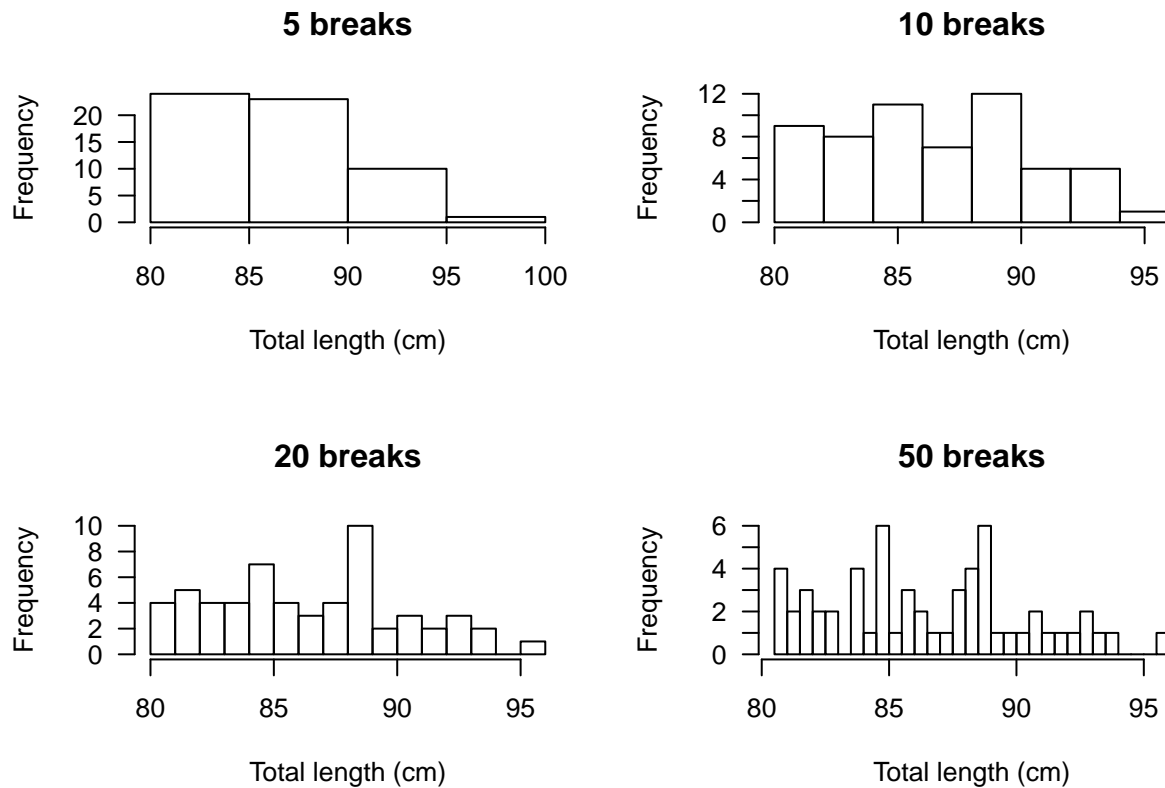 5 breaks
Frequency
20
15
10
5
0
80 85 90 95 100
Total length (cm)
10 breaks
Frequency
12
8
4
0
80 85 90 95
Total length (cm)
20 breaks
Frequency
10
8
6
4
2
0
80 85 90 95
Total length (cm)
50 breaks
Frequency
6
4
2
0
80 85 90 95
Total length (cm)